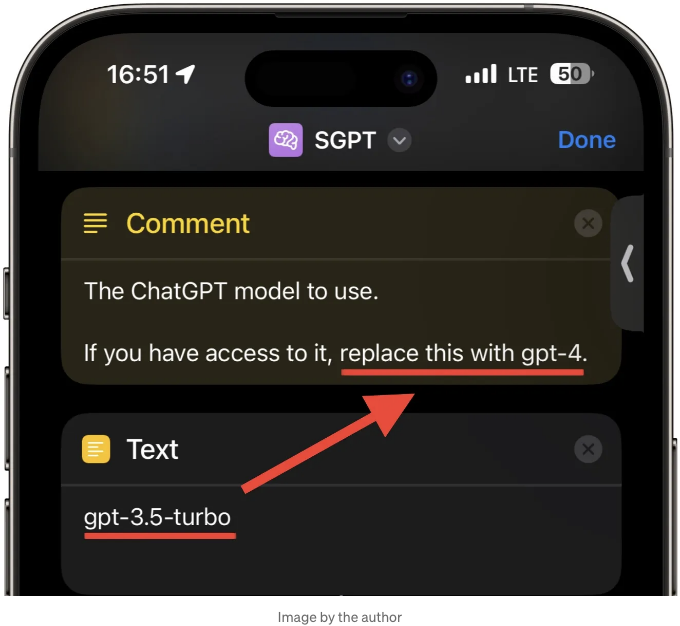 16:51
LTE
50
SGPT
Done
Comment
The ChatGPT model to use.
If you have access to it, replace this with gpt-4.
Text
gpt-3.5-turbo
Image by the author